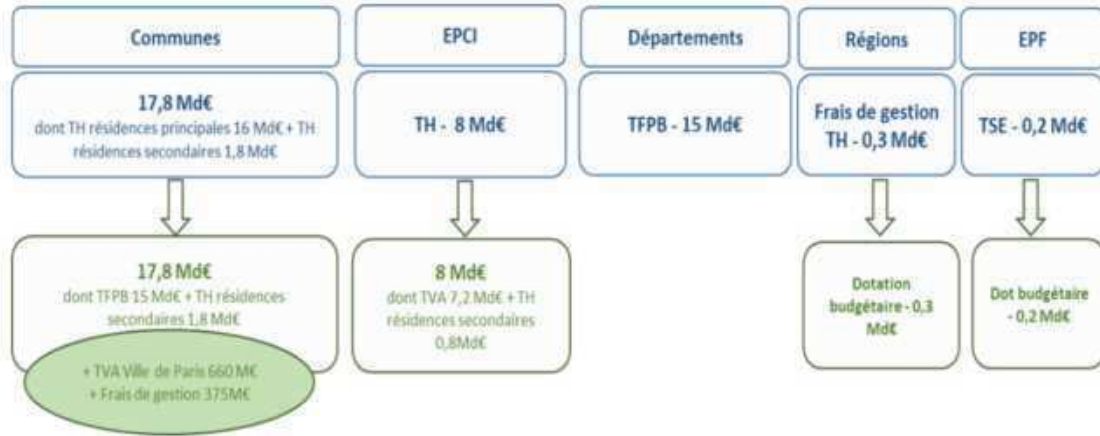 Communes
EPCI
Départements
Régions
EPF
17,8 Md€
dont TH résidences principales 16 Md€ + TH
résidences secondaires 1,8 Md€
TH - 8 Md€
TFPB - 15 Md€
Frais de gestion
TH - 0,3 Md€
TSE - 0,2 Md€
17,8 Md€
dont TFPB 15 Md€ + TH résidences
secondaires 1,8 Md€
+ TVA Ville de Paris 660 M€
+ Frais de gestion 375M€
8 Md€
dont TVA 7,2 Md€ + TH
résidences secondaires
0,8Md€
Dotation
budgétaire - 0,3
Md€
Dot budgétaire
- 0,2 Md€